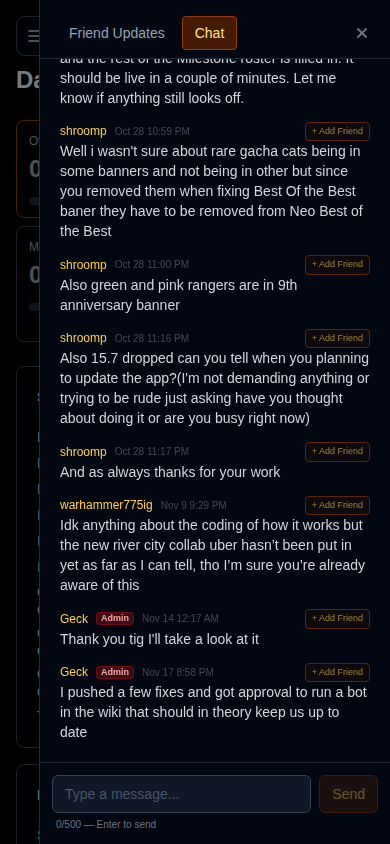 Friend Updates
Chat
and the rest of the Milestone roster is filled in. It
should be live in a couple of minutes. Let me
know if anything still looks off.
shroomp Oct 28 10:59 PM + Add Friend
Well i wasn't sure about rare gacha cats being in
some banners and not being in other but since
you removed them when fixing Best Of the Best
baner they have to be removed from Neo Best of
the Best
shroomp Oct 28 11:00 PM + Add Friend
Also green and pink rangers are in 9th
anniversary banner
shroomp Oct 28 11:16 PM + Add Friend
Also 15.7 dropped can you tell when you planning
to update the app?(I'm not demanding anything or
trying to be rude just asking have you thought
about doing it or are you busy right now)
shroomp Oct 28 11:17 PM + Add Friend
And as always thanks for your work
warhammer775ig Nov 9 9:29 PM + Add Friend
Idk anything about the coding of how it works but
the new river city collab uber hasn't been put in
yet as far as I can tell, tho I'm sure you're already
aware of this
Geck Admin Nov 14 12:17 AM + Add Friend
Thank you tig I'll take a look at it
Geck Admin Nov 17 8:58 PM + Add Friend
I pushed a few fixes and got approval to run a bot
in the wiki that should in theory keep us up to
date
Type a message...
Send
0/500 — Enter to send